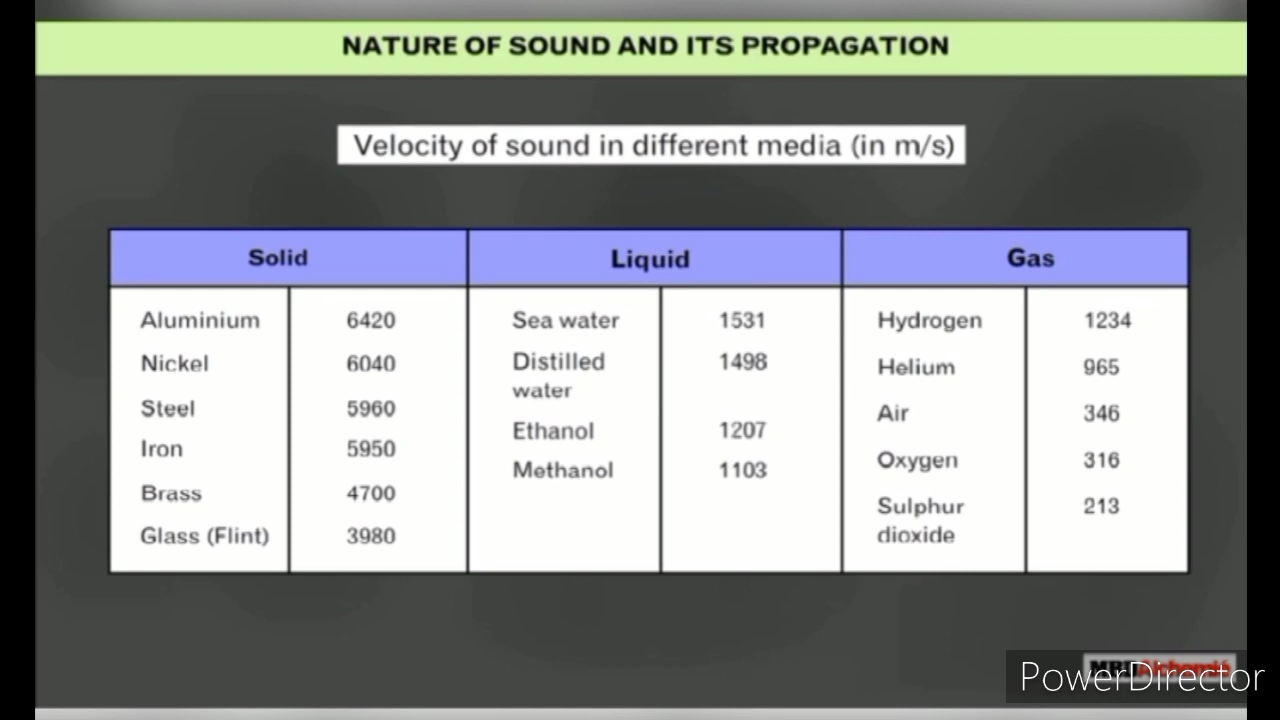 NATURE OF SOUND AND ITS PROPAGATION
Velocity of sound in different media (in m/s)
Solid Liquid Gas
Aluminium 6420 Sea water 1531 Hydrogen 1234
Nickel 6040 Distilled 1498 Helium 965
water
Steel 5960 Ethanol 1207 Air 346
Iron 5950 Methanol 1103 Oxygen 316
Brass 4700 Sulphur 213
Glass (Flint) 3980 dioxide
PowerDirector